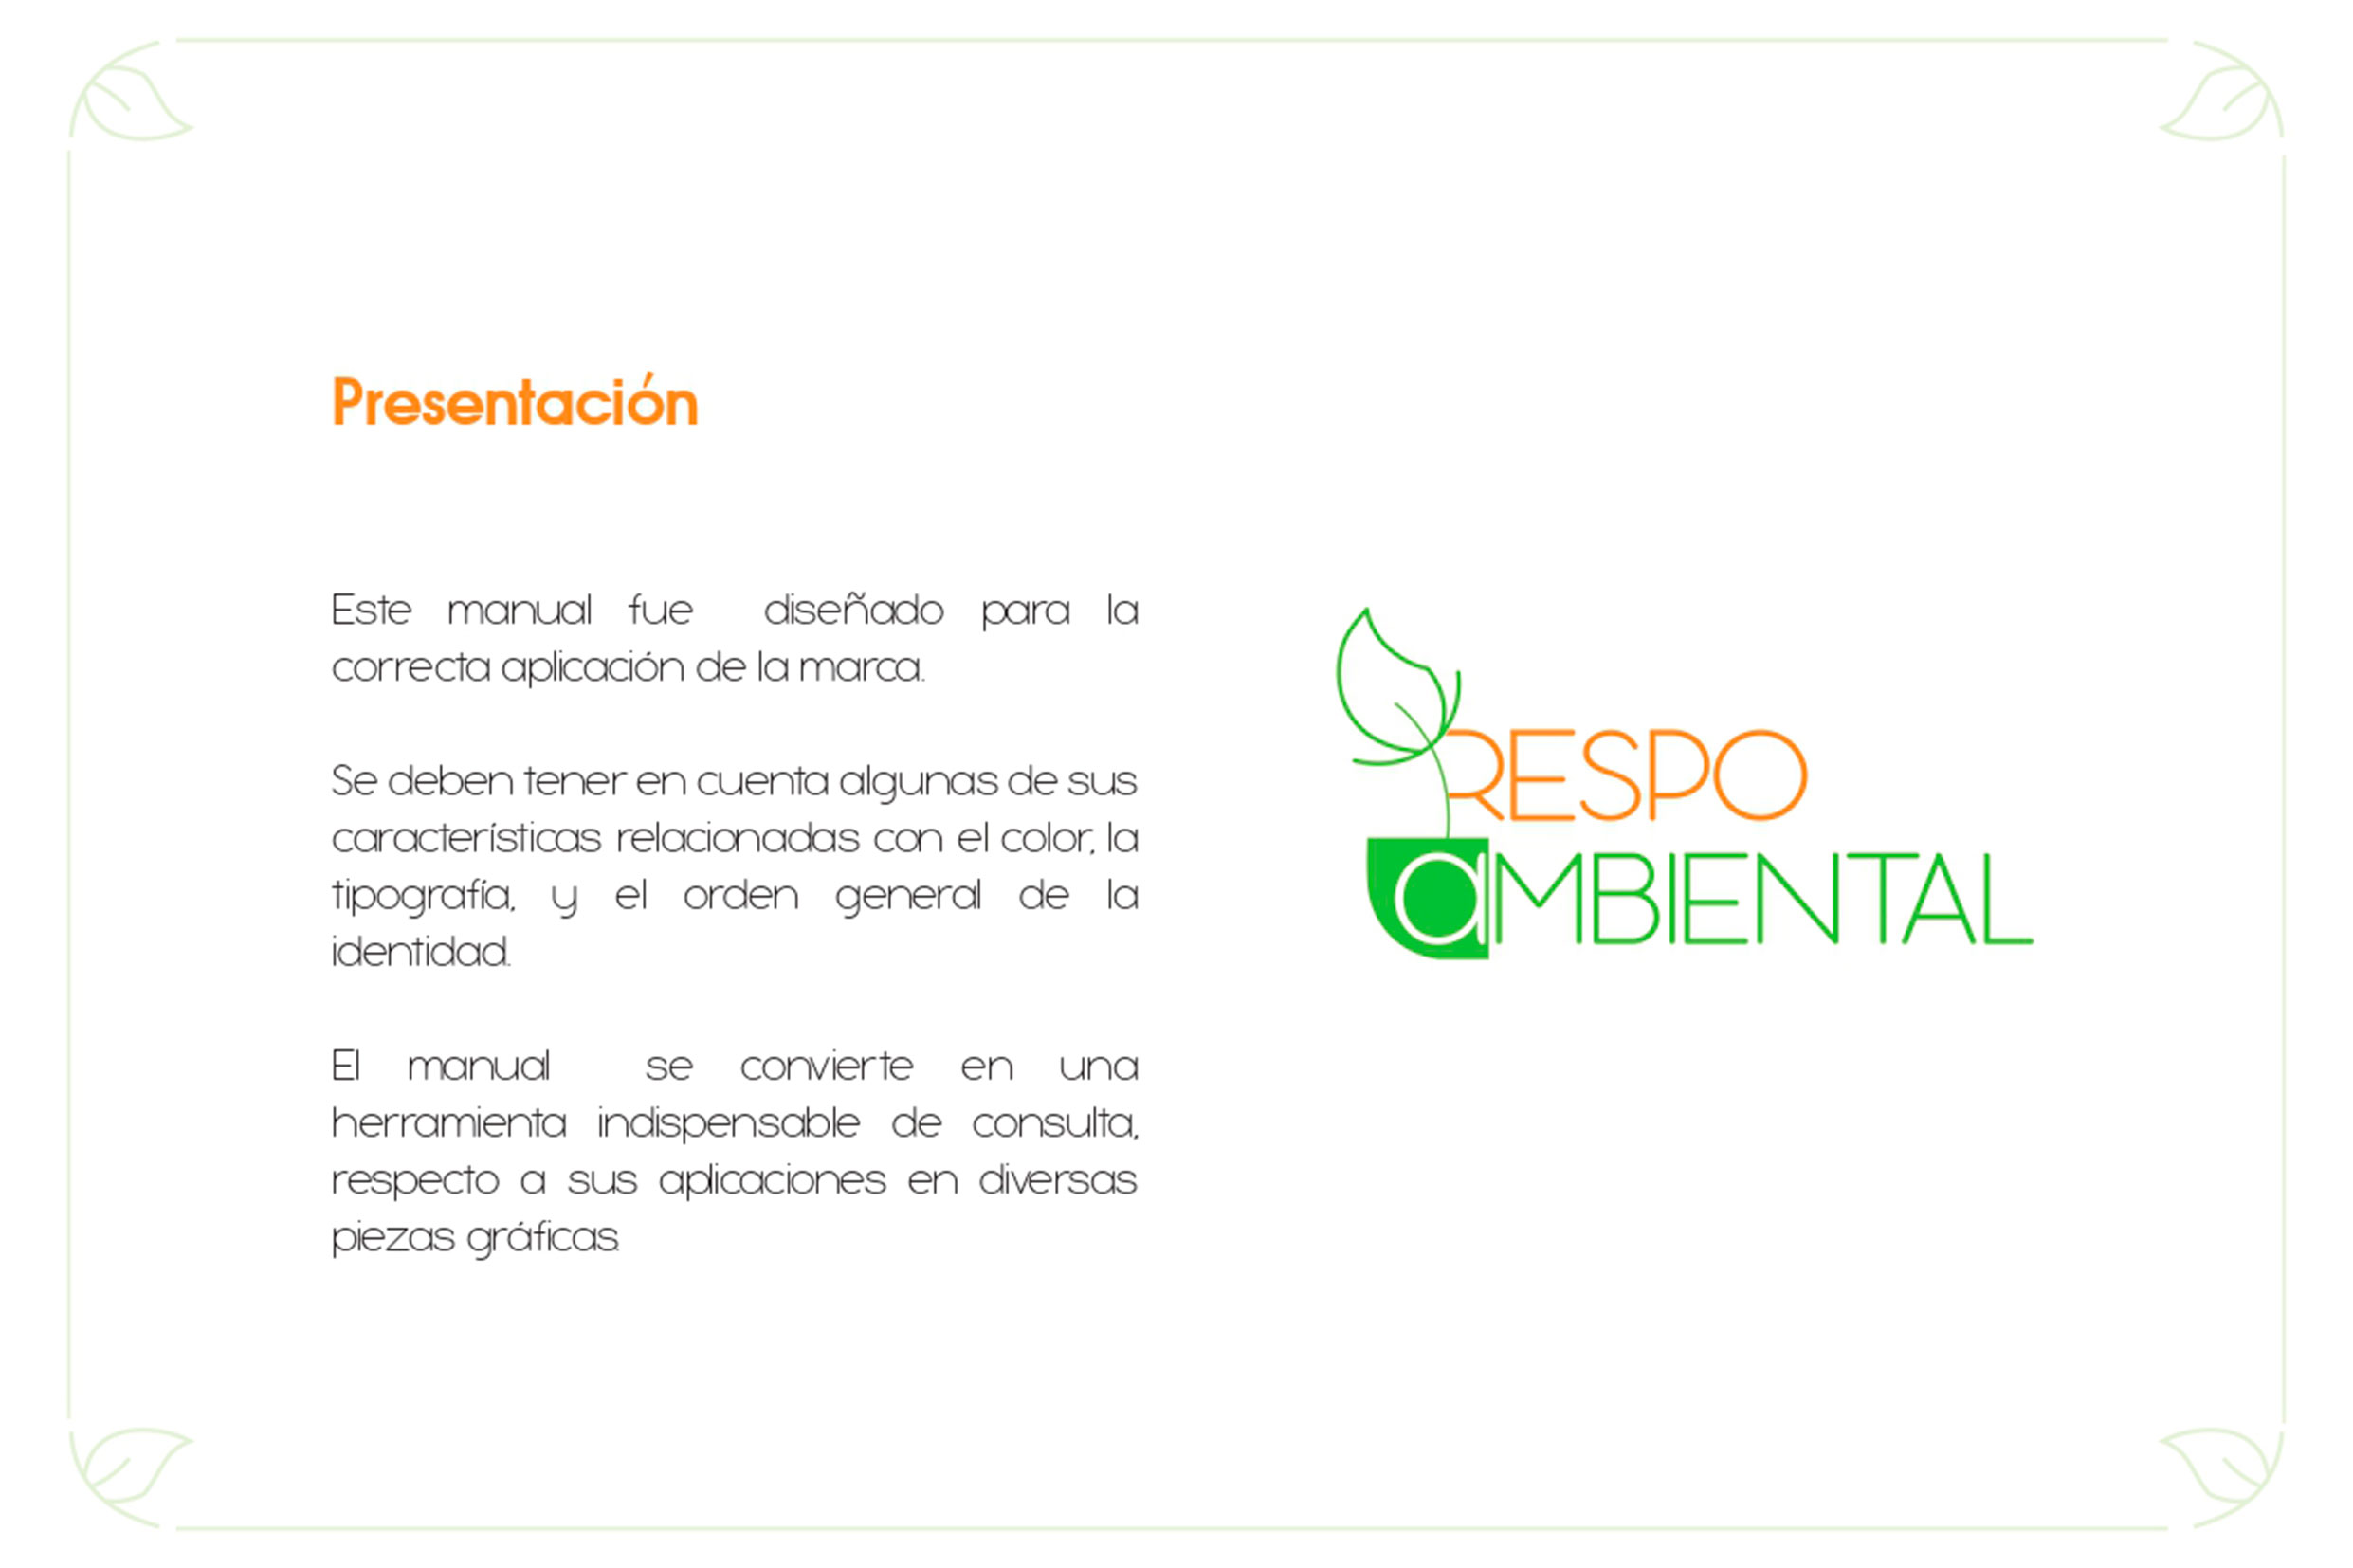 Presentación
Este manual fue diseñado para la
correcta aplicación de la marca.
Se deben tener en cuenta algunas de sus
características relacionadas con el color, la
tipografía, y el orden general de la
identidad.
El manual se convierte en una
herramienta indispensable de consulta,
respecto a sus aplicaciones en diversas
piezas gráficas.
RESPO
aMBIENTAL